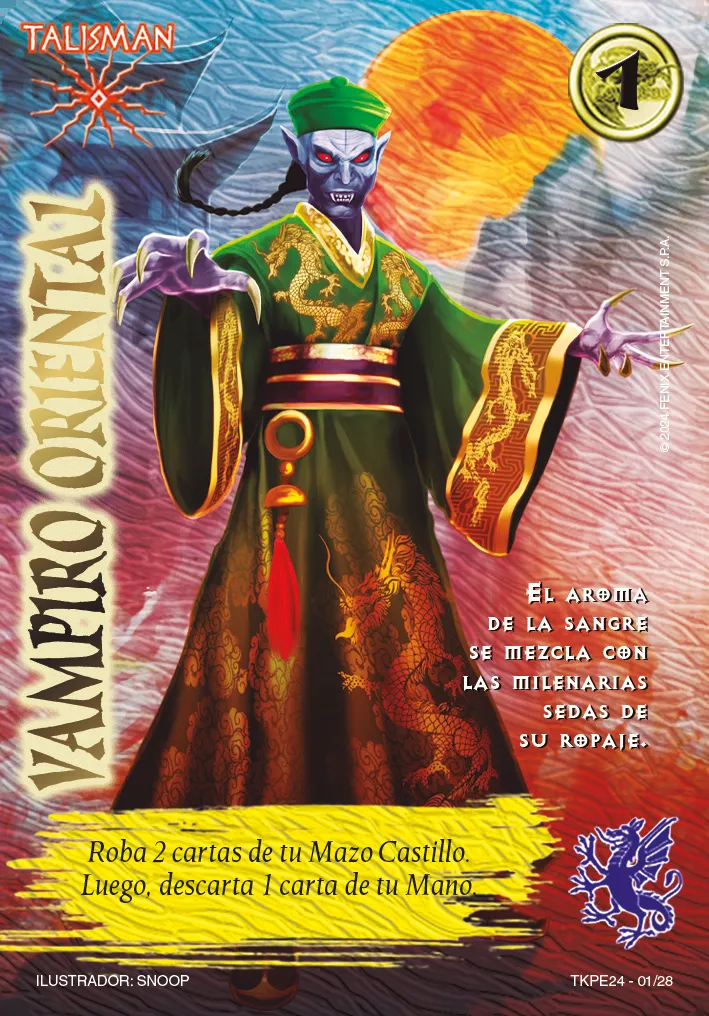 TALISMAN
1
VAMPIRO ORIENTAL
© 2024 FENIX ENTERTAINMENT S.P.A.
EL AROMA
DE LA SANGRE
SE MEZCLA CON
LAS MILENARIAS
SEDAS DE
SU ROPAJE.
Roba 2 cartas de tu Mazo Castillo.
Luego, descarta 1 carta de tu Mano.
ILUSTRADOR: SNOOP
TKPE24 - 01/28